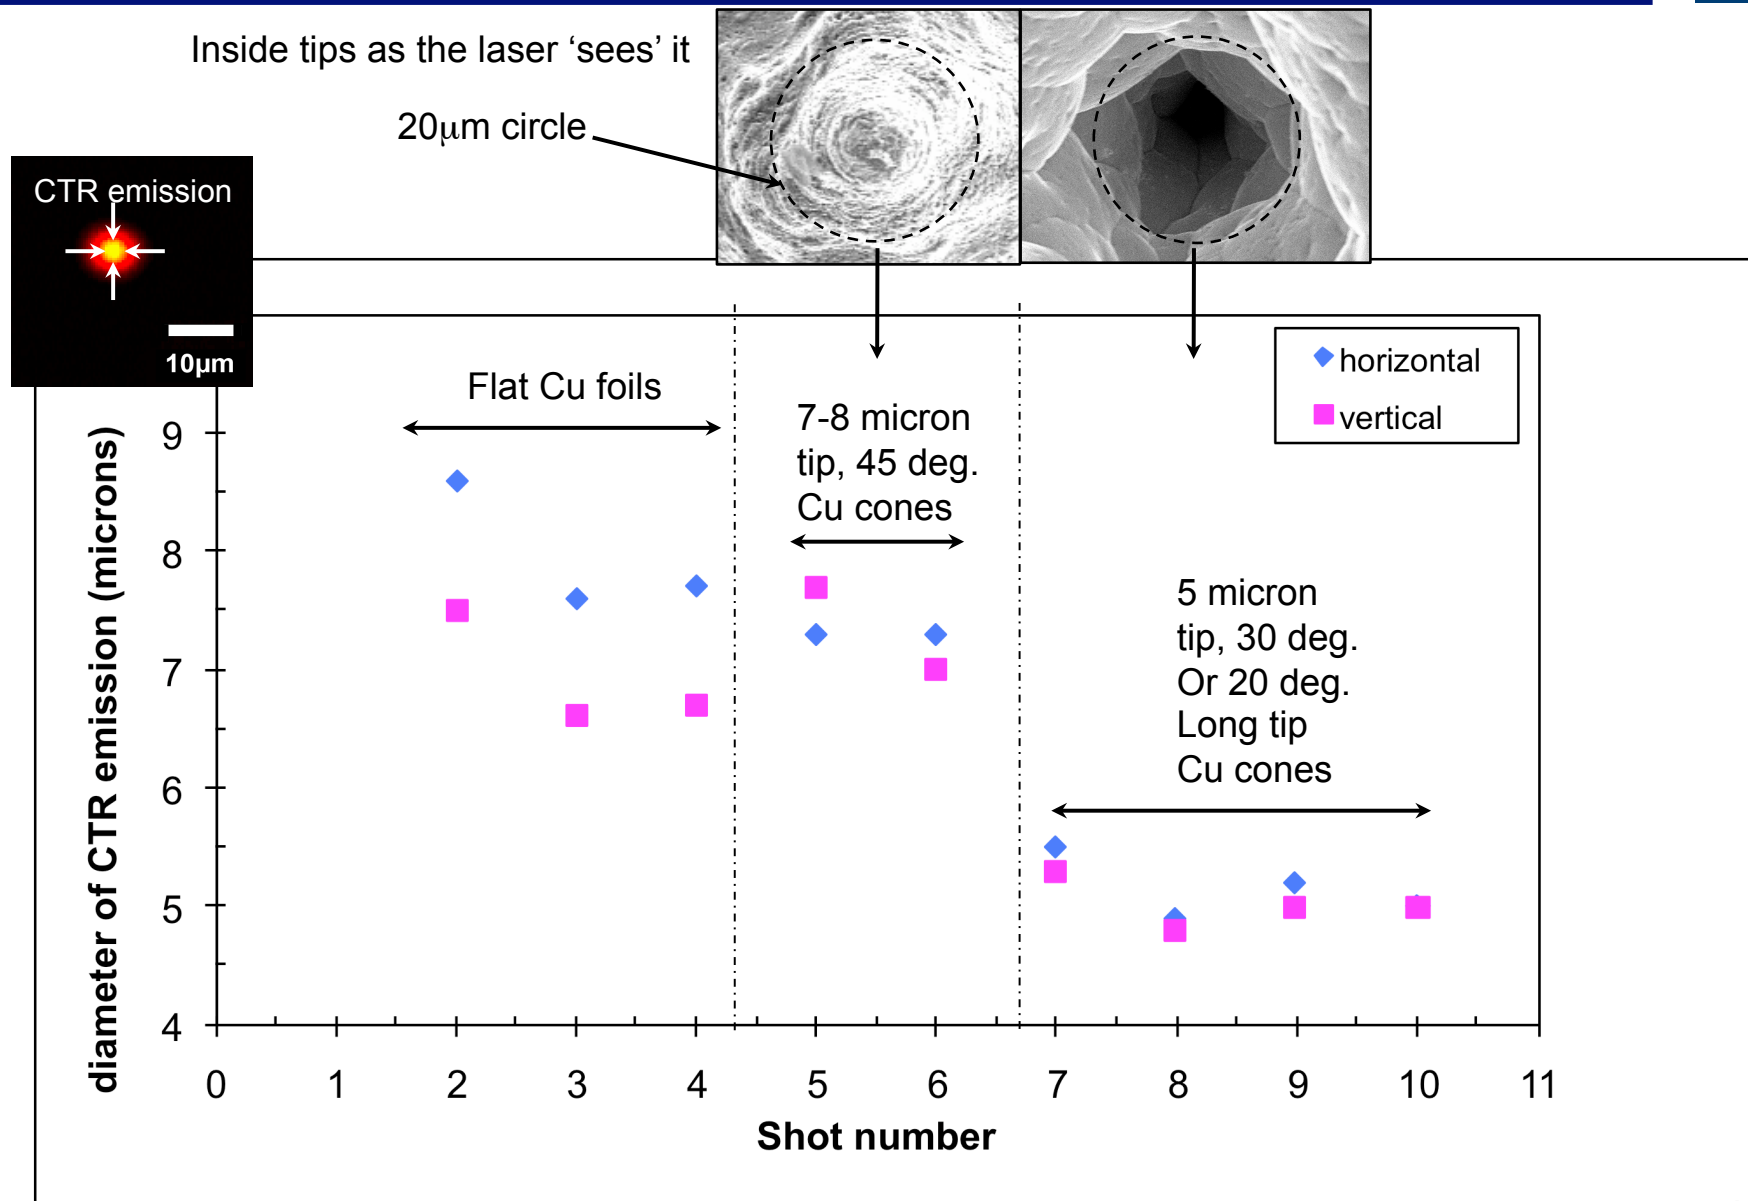 Inside tips as the laser ‘sees’ it
20μm circle
CTR emission
10μm
horizontal
vertical
Flat Cu foils
7-8 micron
tip, 45 deg.
Cu cones
5 micron
tip, 30 deg.
Or 20 deg.
Long tip
Cu cones
diameter of CTR emission (microns)
9
8
7
6
5
4
0 1 2 3 4 5 6 7 8 9 10 11
Shot number